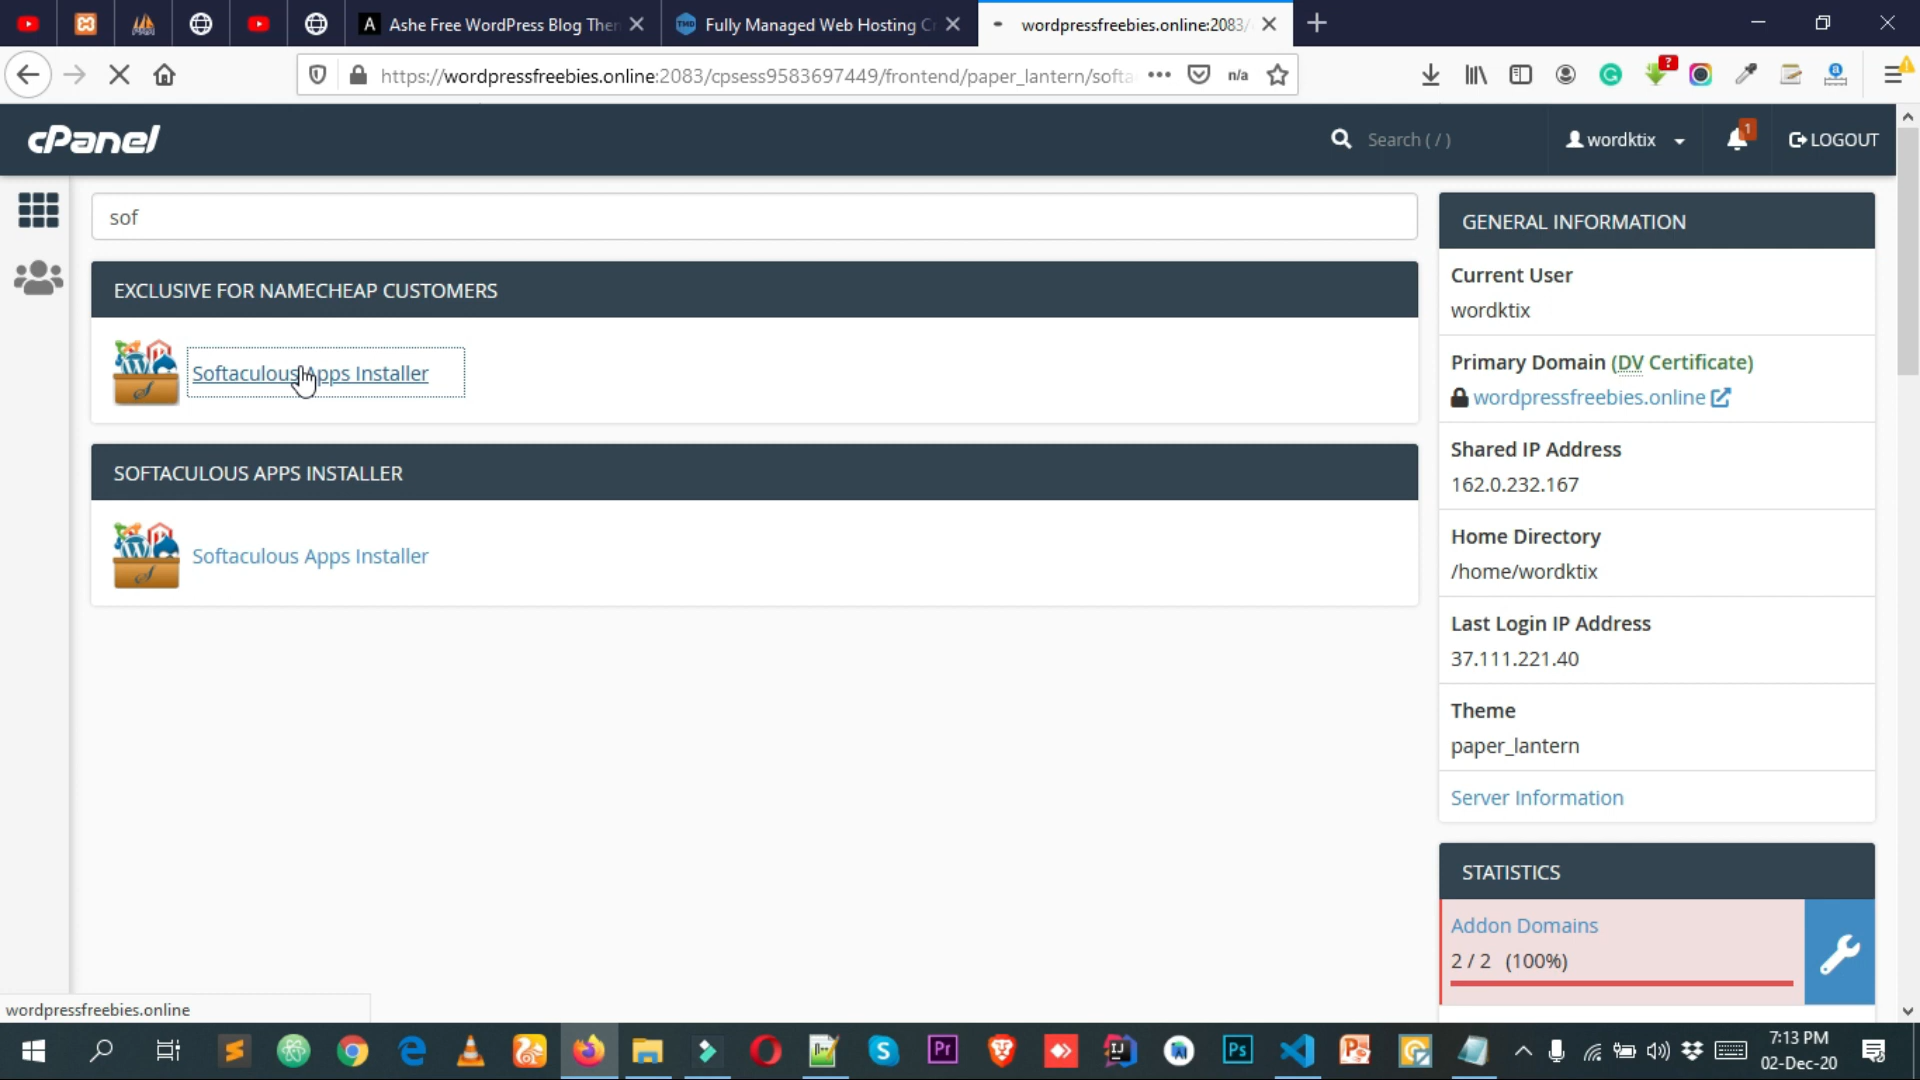 Ashe Free WordPress Blog Then
Fully Managed Web Hosting C
wordpressfreebies.online:2083/
https://wordpressfreebies.online:2083/cpsess9583697449/frontend/paper_lantern/softa
n/a
?
cPanel
Search ( / )
wordktix
1
LOGOUT
sof
EXCLUSIVE FOR NAMECHEAP CUSTOMERS
Softaculous Apps Installer
SOFTACULOUS APPS INSTALLER
Softaculous Apps Installer
GENERAL INFORMATION
Current User
wordktix
Primary Domain (DV Certificate)
wordpressfreebies.online
Shared IP Address
162.0.232.167
Home Directory
/home/wordktix
Last Login IP Address
37.111.221.40
Theme
paper_lantern
Server Information
STATISTICS
Addon Domains
2 / 2 (100%)
wordpressfreebies.online
7:13 PM
02-Dec-20